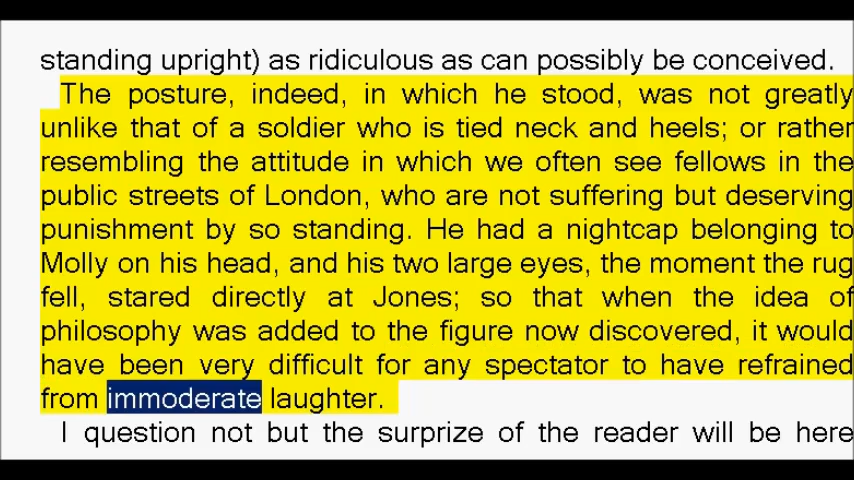 standing upright) as ridiculous as can possibly be conceived.
The posture, indeed, in which he stood, was not greatly
unlike that of a soldier who is tied neck and heels; or rather
resembling the attitude in which we often see fellows in the
public streets of London, who are not suffering but deserving
punishment by so standing. He had a nightcap belonging to
Molly on his head, and his two large eyes, the moment the rug
fell, stared directly at Jones; so that when the idea of
philosophy was added to the figure now discovered, it would
have been very difficult for any spectator to have refrained
from immoderate laughter.
I question not but the surprize of the reader will be here